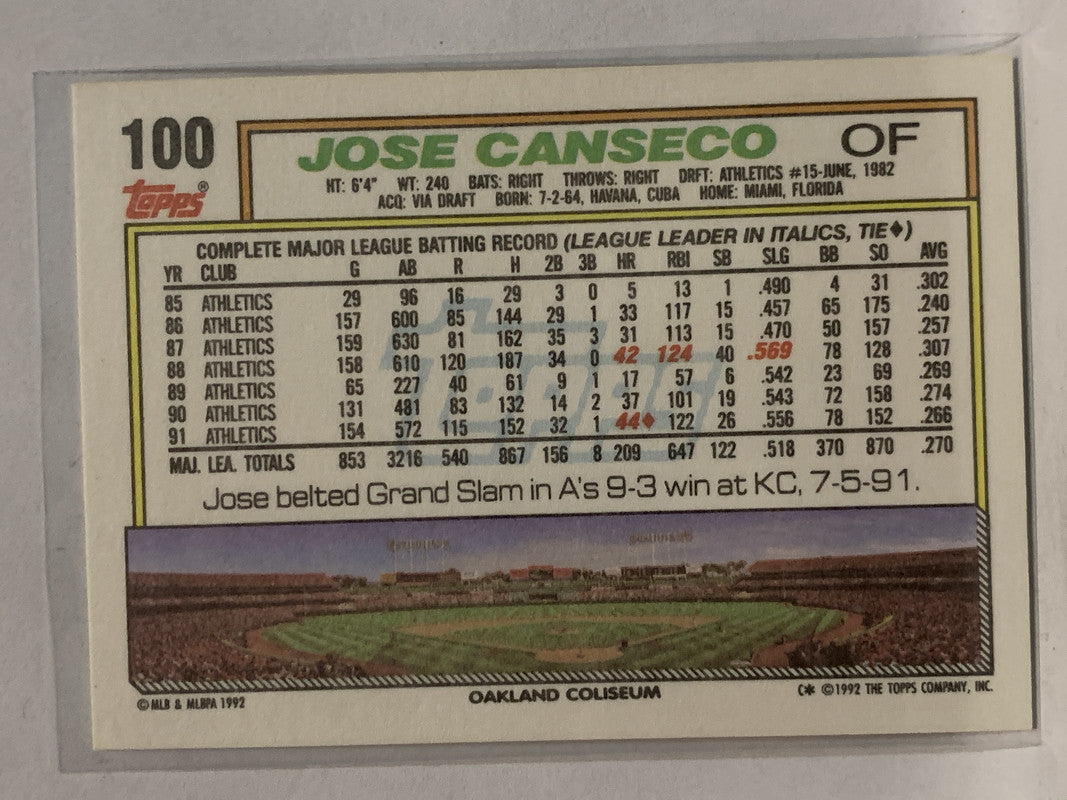 100
JOSE CANSECO OF
Topps®
HT: 6'4" WT: 240 BATS: RIGHT THROWS: RIGHT DRFT: ATHLETICS #15-JUNE, 1982
ACQ: VIA DRAFT BORN: 7-2-64, HAVANA, CUBA HOME: MIAMI, FLORIDA
COMPLETE MAJOR LEAGUE BATTING RECORD (LEAGUE LEADER IN ITALICS, TIE♦)
YR CLUB G AB R H 2B 3B HR RBI SB SLG BB SO AVG
85 ATHLETICS 29 96 16 29 3 0 5 13 1 .490 4 31 .302
86 ATHLETICS 157 600 85 144 29 1 33 117 15 .457 65 175 .240
87 ATHLETICS 159 630 81 162 35 3 31 113 15 .470 50 157 .257
88 ATHLETICS 158 610 120 187 34 0 42 124 40 .569 78 128 .307
89 ATHLETICS 65 227 40 61 9 1 17 57 6 .542 23 69 .269
90 ATHLETICS 131 481 83 132 14 2 37 101 19 .543 72 158 .274
91 ATHLETICS 154 572 115 152 32 1 44♦ 122 26 .556 78 152 .266
MAJ. LEA. TOTALS 853 3216 540 867 156 8 209 647 122 .518 370 870 .270
Topps
Jose belted Grand Slam in A's 9-3 win at KC, 7-5-91.
© MLB & MLBPA 1992
OAKLAND COLISEUM
C* ©1992 THE TOPPS COMPANY, INC.